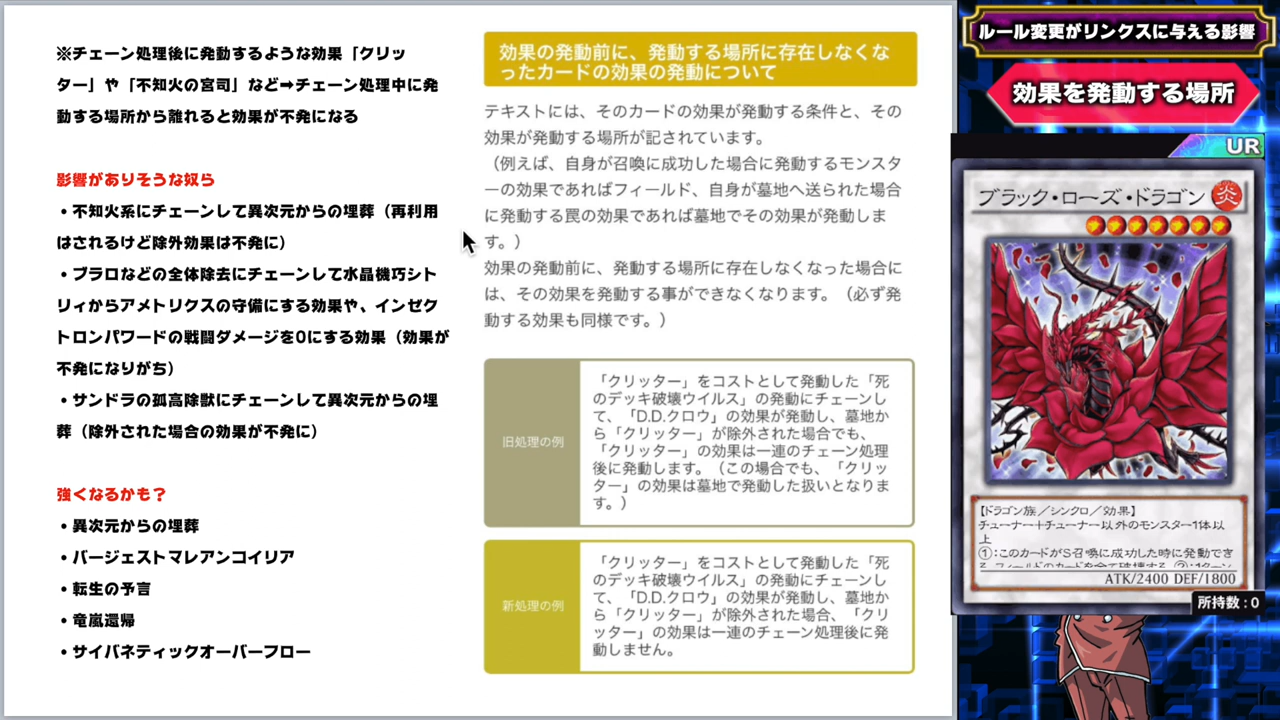 ※チェーン処理後に発動するような効果「クリッ
ター」や「不知火の宮司」など➡チェーン処理中に発
動する場所から離れると効果が不発になる
影響がありそうな奴ら
・不知火系にチェーンして異次元からの埋葬（再利用
はされるけど除外効果は不発に）
・ブラロなどの全体除去にチェーンして水晶機巧シト
リィからアメトリクスの守備にする効果や、インゼク
トロンパワードの戦闘ダメージを0にする効果（効果が
不発になりがち）
・サンドラの孤高除獣にチェーンして異次元からの埋
葬（除外された場合の効果が不発に）
強くなるかも？
・異次元からの埋葬
・バージェストマレアンコイリア
・転生の予言
・竜嵐還帰
・サイバネティックオーバーフロー
効果の発動前に、発動する場所に存在しなくな
ったカードの効果の発動について
テキストには、そのカードの効果が発動する条件と、その
効果が発動する場所が記されています。
（例えば、自身が召喚に成功した場合に発動するモンスタ
ーの効果であればフィールド、自身が墓地へ送られた場合
に発動する罠の効果であれば墓地でその効果が発動しま
す。）
効果の発動前に、発動する場所に存在しなくなった場合に
は、その効果を発動する事ができなくなります。（必ず発
動する効果も同様です。）
旧処理の例
「クリッター」をコストとして発動した「死
のデッキ破壊ウイルス」の発動にチェーンし
て、「D.D.クロウ」の効果が発動し、墓地か
ら「クリッター」が除外された場合でも、
「クリッター」の効果は一連のチェーン処理
後に発動します。（この場合でも、「クリッ
ター」の効果は墓地で発動した扱いとなりま
す。）
新処理の例
「クリッター」をコストとして発動した「死
のデッキ破壊ウイルス」の発動にチェーンし
て、「D.D.クロウ」の効果が発動し、墓地か
ら「クリッター」が除外された場合、「クリ
ッター」の効果は一連のチェーン処理後に発
動しません。
ルール変更がリンクスに与える影響
効果を発動する場所
UR
ブラック・ローズ・ドラゴン
炎
【ドラゴン族／シンクロ／効果】
チューナー＋チューナー以外のモンスター1体以
上
①：このカードがS召喚に成功した時に発動でき
る。フィールドのカードを全て破壊する。②：1ターン
ATK/2400 DEF/1800
所持数：0